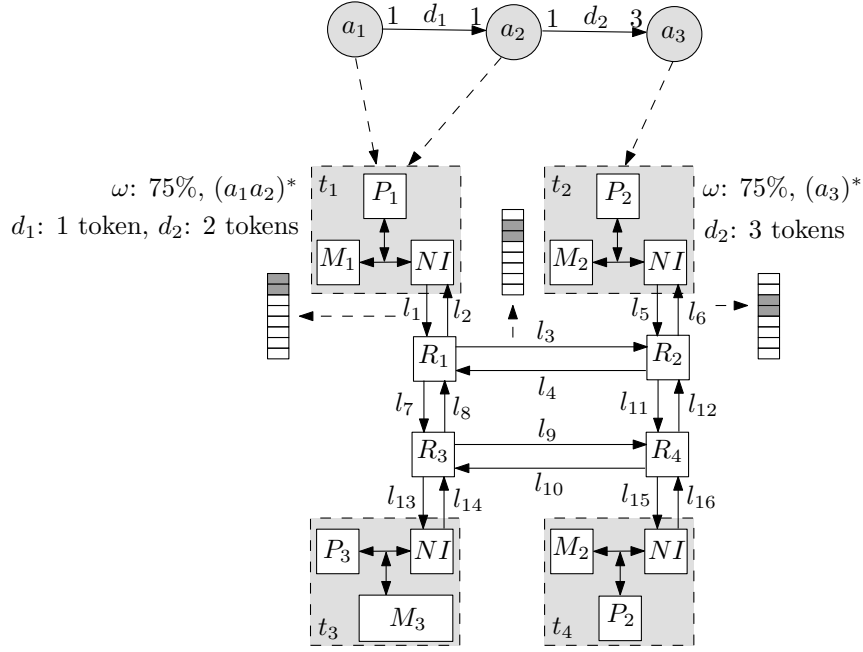 a1 1 d1 1 a2 1 d2 3 a3
ω: 75%, (a1a2)*
d1: 1 token, d2: 2 tokens
t1 P1
M1 NI
t2 P2
M2 NI
ω: 75%, (a3)*
d2: 3 tokens
l1 l2 l3 l5 l6
R1 R2
l4
l7 l8 l11 l12
l9
R3 R4
l10
l13 l14 l15 l16
P3 NI
M3
t3
M2 NI
P2
t4